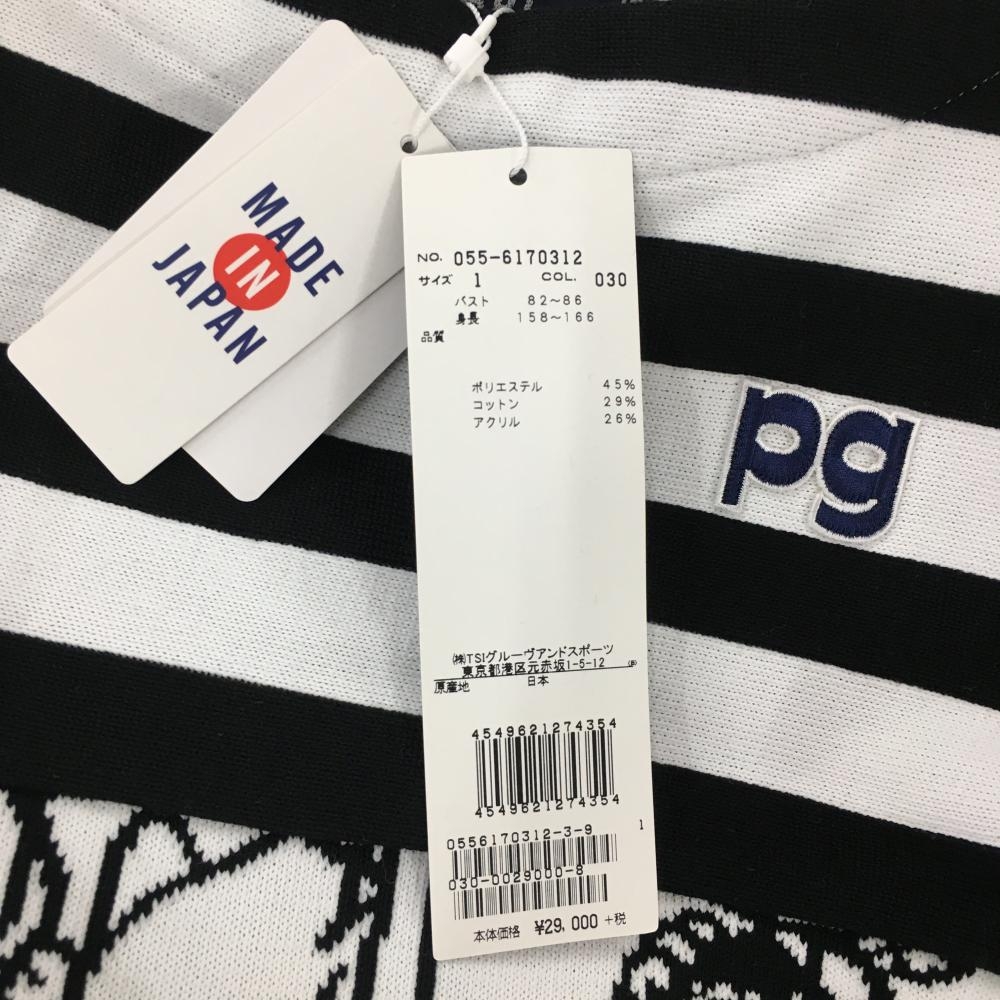 MADE
IN
JAPAN
NO. 055-6170312
サイズ 1 COL. 030
バスト 82~86
身長 158~166
品質
ポリエステル 45%
コットン 29%
アクリル 26%
pg
㈱TSIグルーヴアンドスポーツ
東京都港区元赤坂1-5-12
原産地 日本
4549621274354
4549621274354
0556170312-3-9 1
030-0029000-8
本体価格 ¥29,000 +税